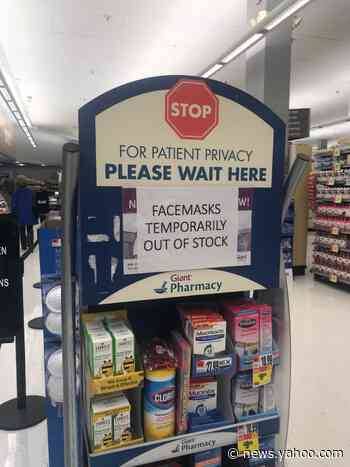 STOP
FOR PATIENT PRIVACY
PLEASE WAIT HERE
FACEMASKS
TEMPORARILY
OUT OF STOCK
Giant
Pharmacy
Mucinex
CLOROX
Mucinex
Giant
Pharmacy
news.yahoo.com